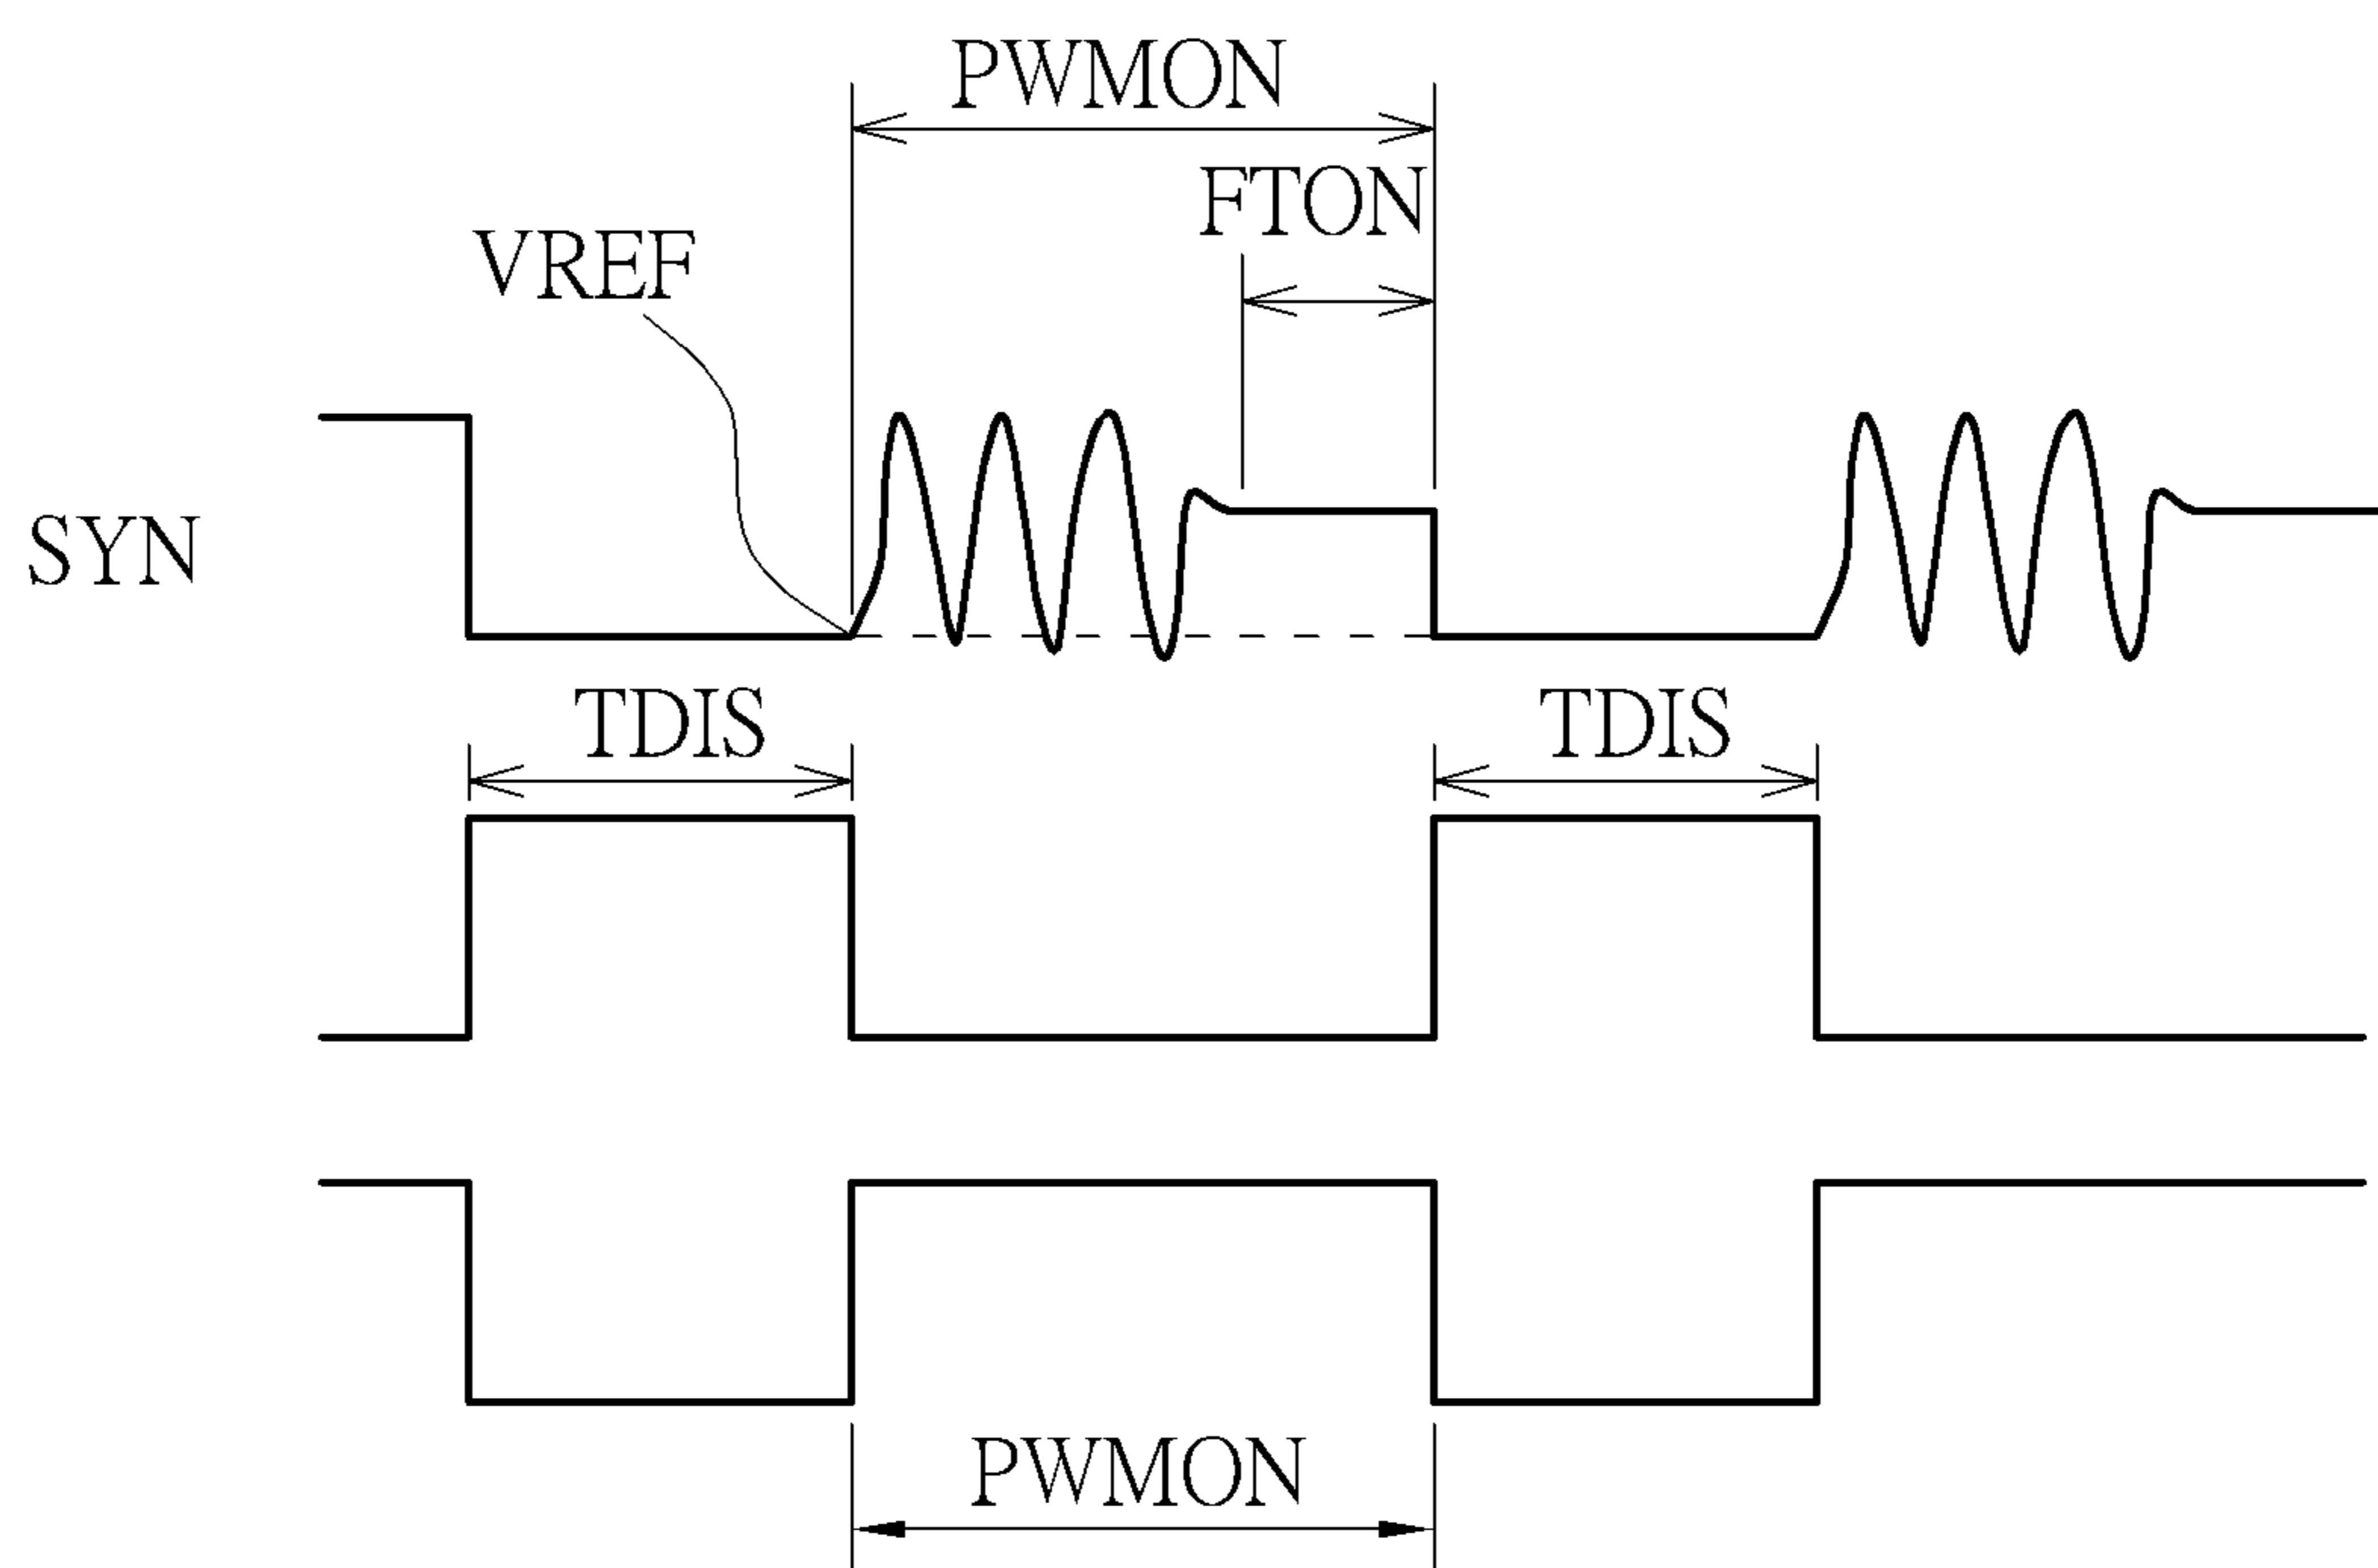 PWMON
FTON
VREF
SYN
TDIS
TDIS
PWMON